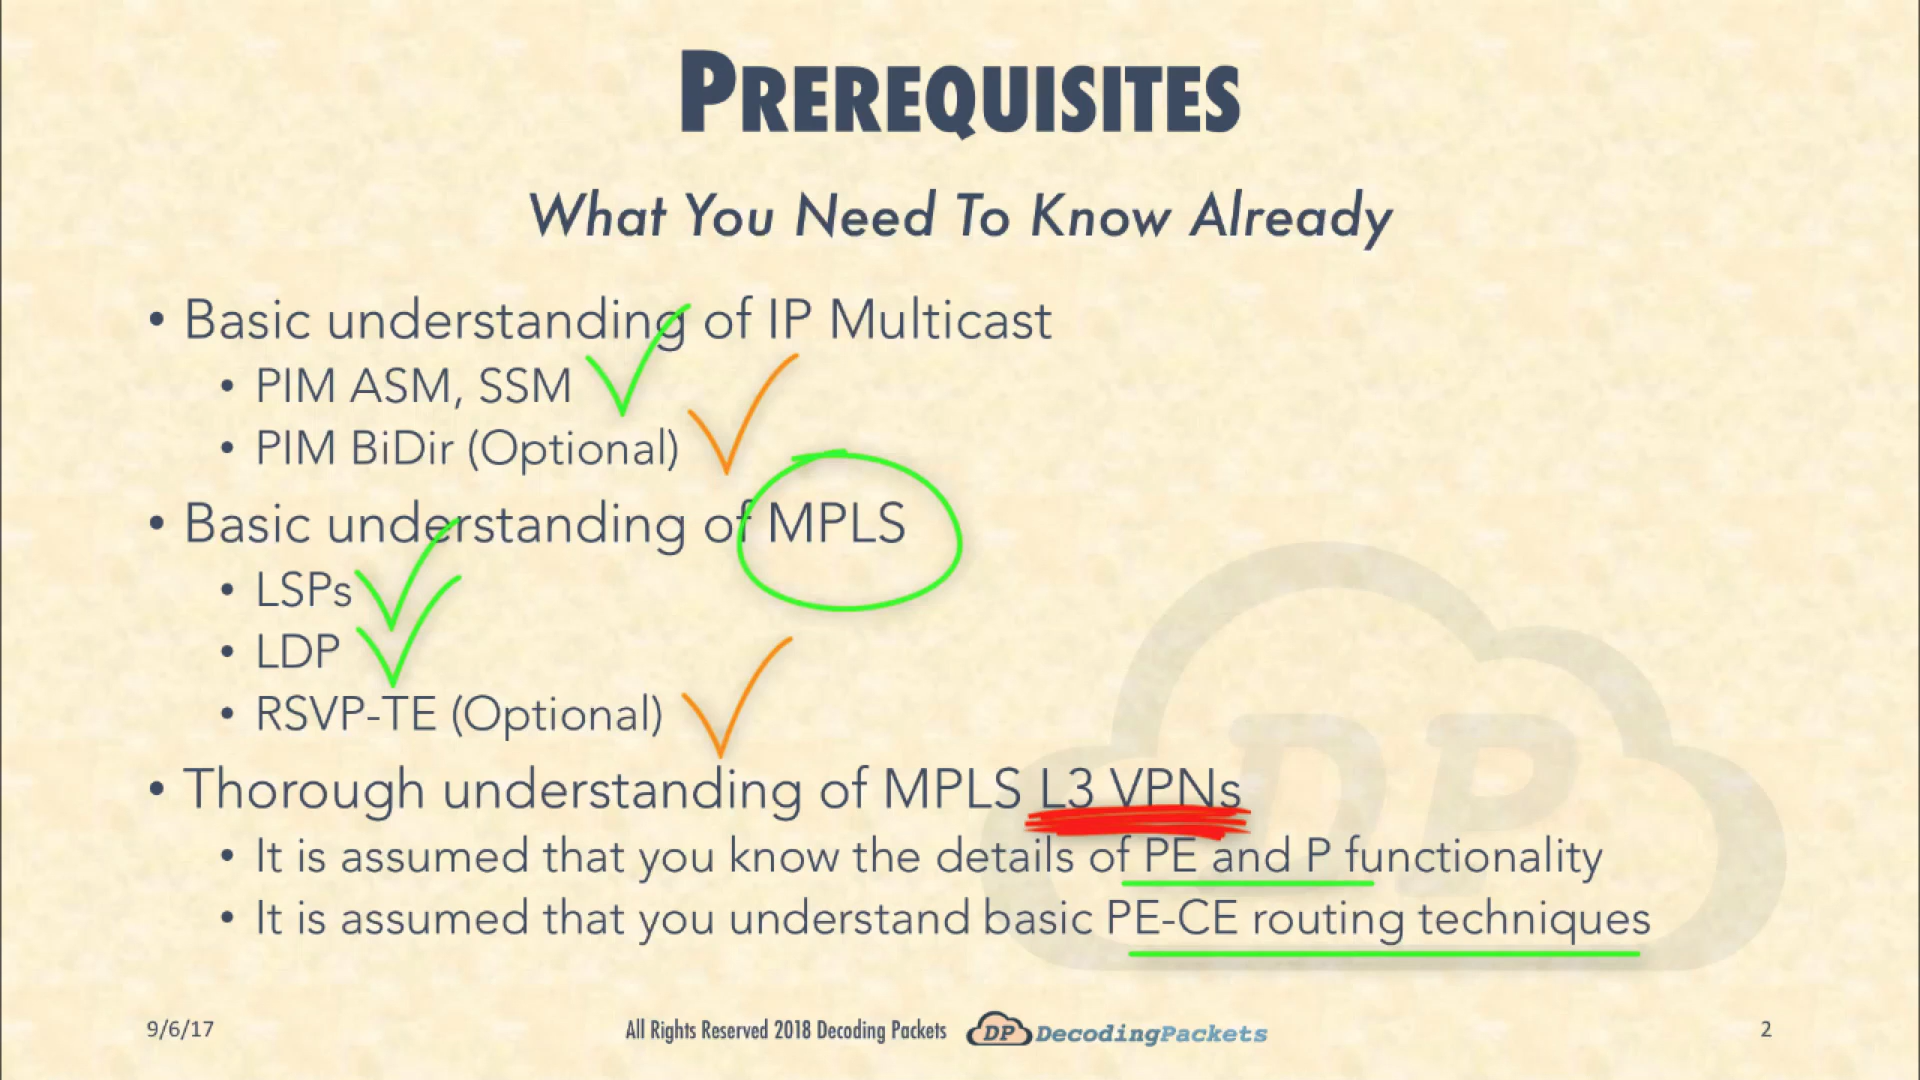 PREREQUISITES
What You Need To Know Already
• Basic understanding of IP Multicast
• PIM ASM, SSM
• PIM BiDir (Optional)
• Basic understanding of MPLS
• LSPs
• LDP
• RSVP-TE (Optional)
• Thorough understanding of MPLS L3 VPNs
• It is assumed that you know the details of PE and P functionality
• It is assumed that you understand basic PE-CE routing techniques
DP
9/6/17
All Rights Reserved 2018 Decoding Packets
DP DecodingPackets
2